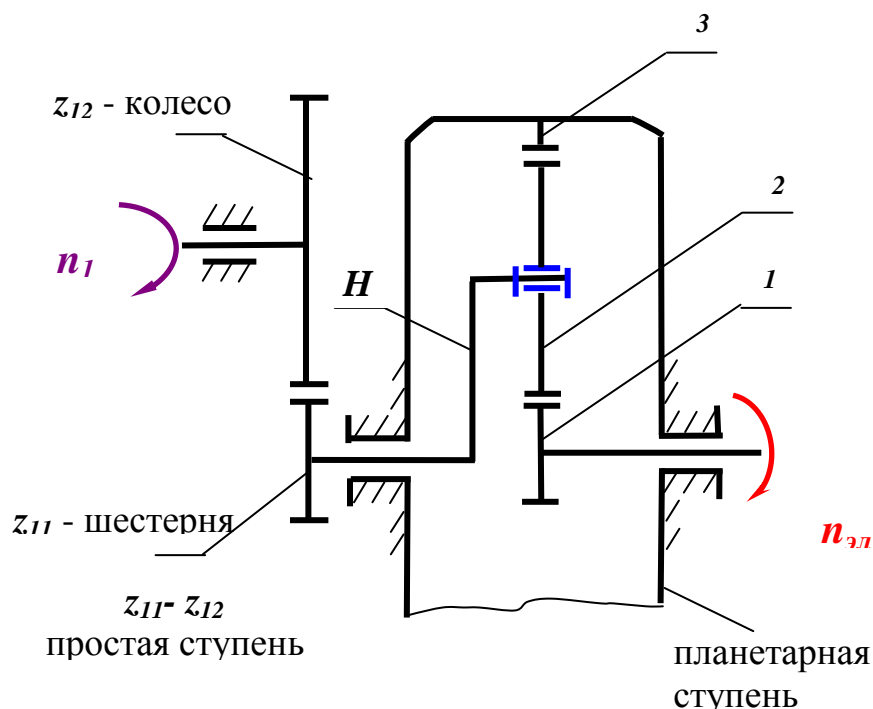 3
z12 - колесо
2
n1
H
1
z11 - шестерня
nэл
z11- z12
простая ступень
планетарная
ступень